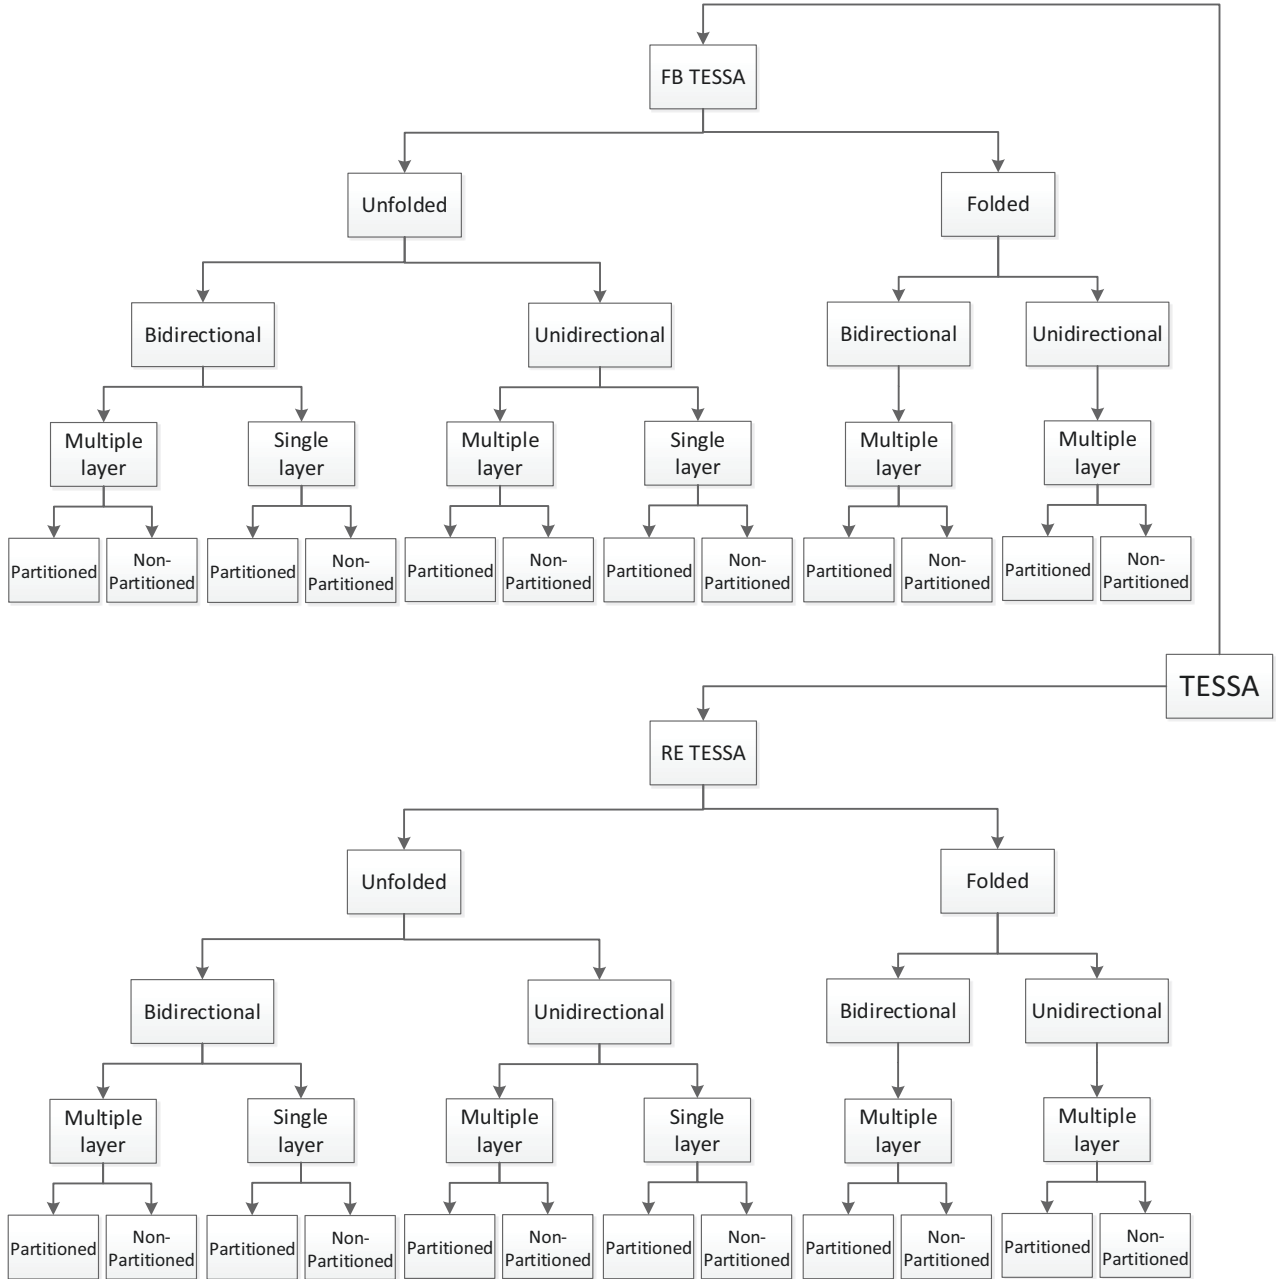 FB TESSA
Unfolded
Folded
Bidirectional
Unidirectional
Bidirectional
Unidirectional
Multiple
layer
Single
layer
Multiple
layer
Single
layer
Multiple
layer
Multiple
layer
Partitioned
Non-
Partitioned
Partitioned
Non-
Partitioned
Partitioned
Non-
Partitioned
Partitioned
Non-
Partitioned
Partitioned
Non-
Partitioned
Partitioned
Non-
Partitioned
TESSA
RE TESSA
Unfolded
Folded
Bidirectional
Unidirectional
Bidirectional
Unidirectional
Multiple
layer
Single
layer
Multiple
layer
Single
layer
Multiple
layer
Multiple
layer
Partitioned
Non-
Partitioned
Partitioned
Non-
Partitioned
Partitioned
Non-
Partitioned
Partitioned
Non-
Partitioned
Partitioned
Non-
Partitioned
Partitioned
Non-
Partitioned